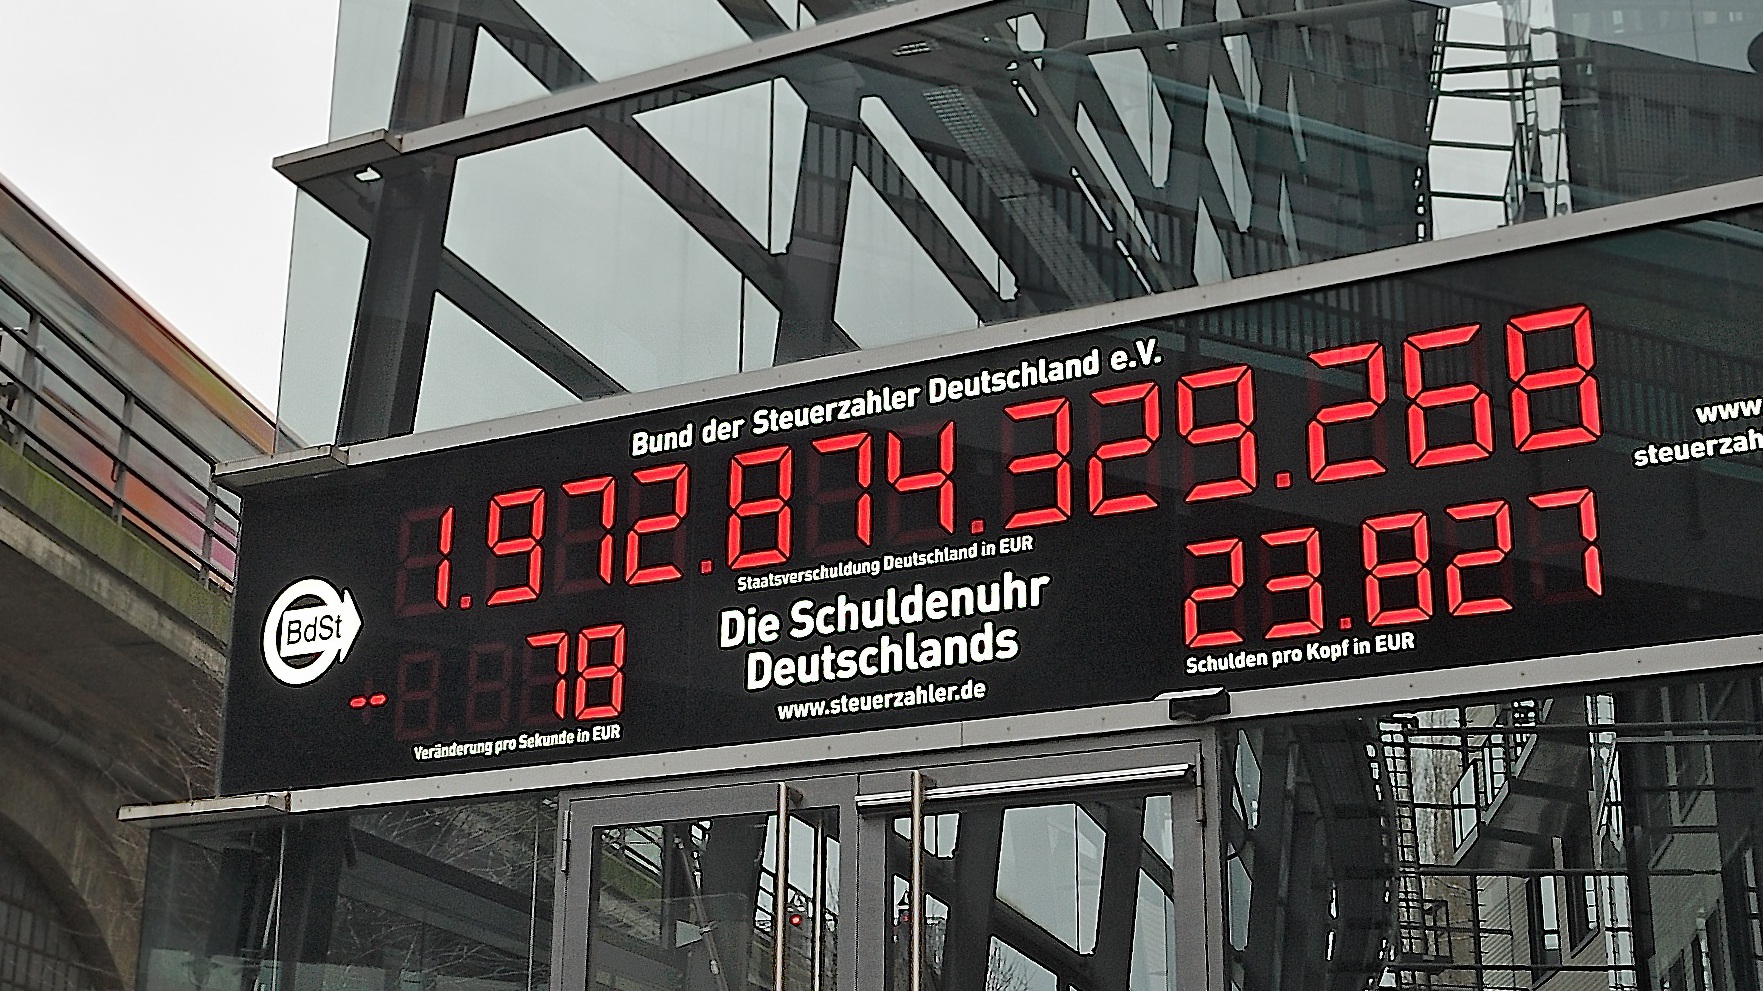 Bund der Steuerzahler Deutschland e.V.
1.972.874.329.268
Staatsverschuldung Deutschland in EUR
www.
steuerzah
BdSt
Die Schuldenuhr
Deutschlands
www.steuerzahler.de
-78
Veränderung pro Sekunde in EUR
23.827
Schulden pro Kopf in EUR